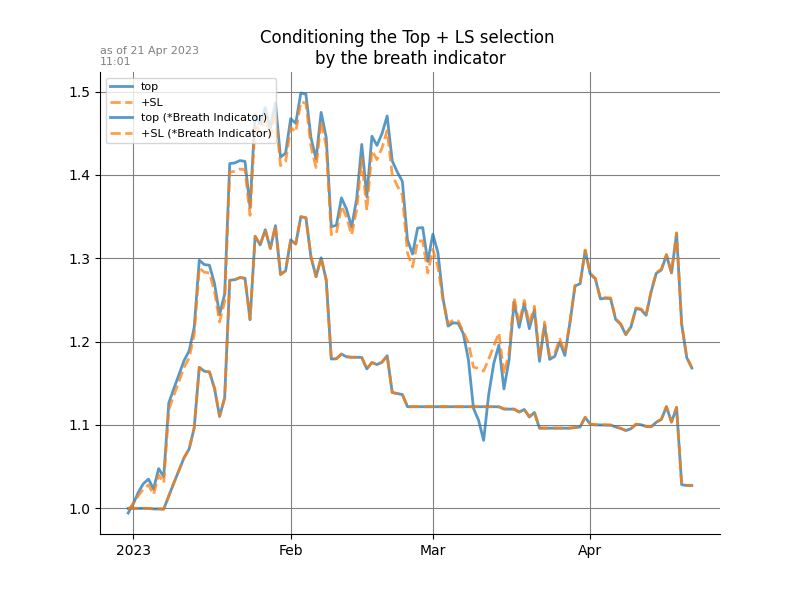 Conditioning the Top + LS selection
by the breath indicator
as of 21 Apr 2023
11:01
top
+SL
top (*Breath Indicator)
+SL (*Breath Indicator)
1.5
1.4
1.3
1.2
1.1
1.0
2023
Feb
Mar
Apr